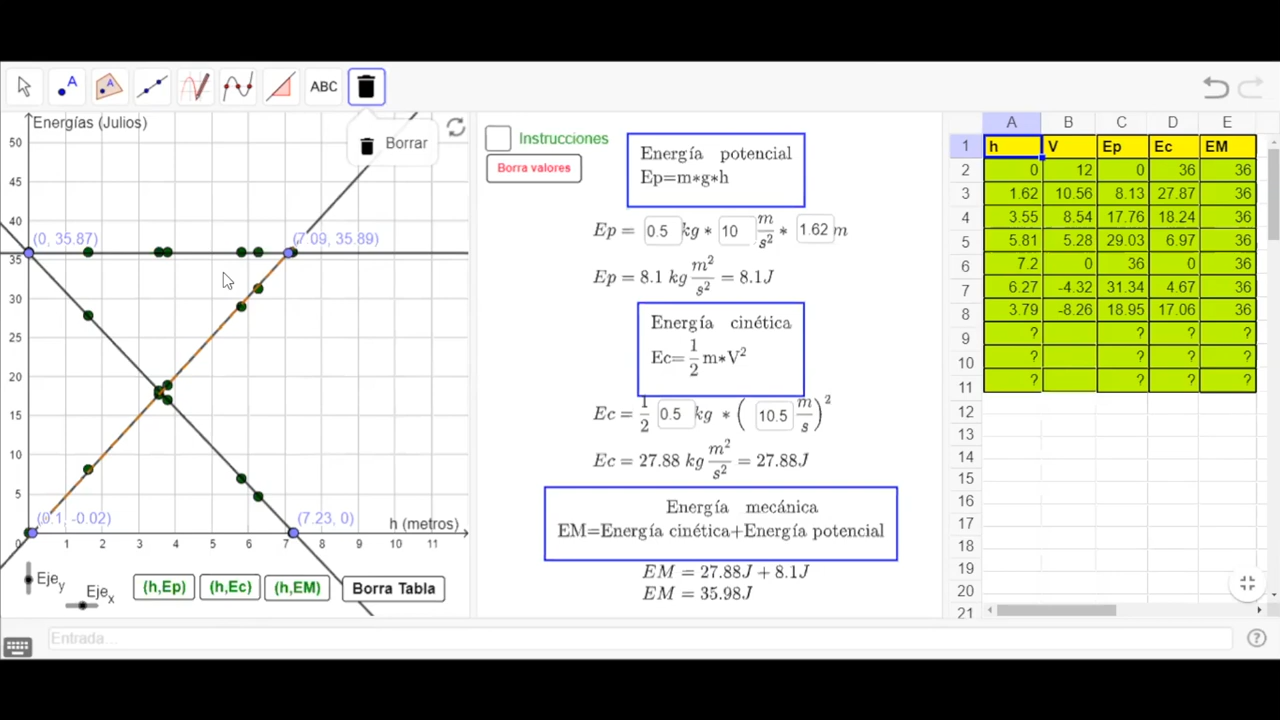 A
A
ABC
Borrar
Energías (Julios)
50
45
40
35
30
25
20
15
10
5
0
1
2
3
4
5
6
7
8
9
10
11
(0, 35.87)
(7.09, 35.89)
(0.1, -0.02)
(7.23, 0)
h (metros)
Eje_y
Eje_x
(h,Ep)
(h,Ec)
(h,EM)
Borra Tabla
Instrucciones
Borra valores
Energía potencial
Ep=m*g*h
Ep = 0.5 kg * 10 m/s² * 1.62 m
Ep = 8.1 kg m²/s² = 8.1J
Energía cinética
Ec= 1/2 m*V²
Ec = 1/2 0.5 kg * ( 10.5 m/s )²
Ec = 27.88 kg m²/s² = 27.88J
Energía mecánica
EM=Energía cinética+Energía potencial
EM = 27.88J + 8.1J
EM = 35.98J
A B C D E
1 h V Ep Ec EM
2 0 12 0 36 36
3 1.62 10.56 8.13 27.87 36
4 3.55 8.54 17.76 18.24 36
5 5.81 5.28 29.03 6.97 36
6 7.2 0 36 0 36
7 6.27 -4.32 31.34 4.67 36
8 3.79 -8.26 18.95 17.06 36
9 ? ? ? ?
10 ? ? ? ?
11 ? ? ? ?
12
13
14
15
16
17
18
19
20
21
Entrada...
?